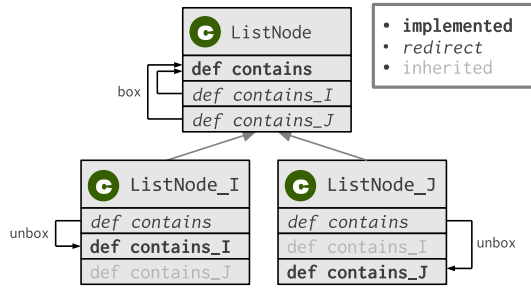 C ListNode
def contains
def contains_I
def contains_J
box
• implemented
• redirect
• inherited
C ListNode_I
def contains
def contains_I
def contains_J
unbox
C ListNode_J
def contains
def contains_I
def contains_J
unbox